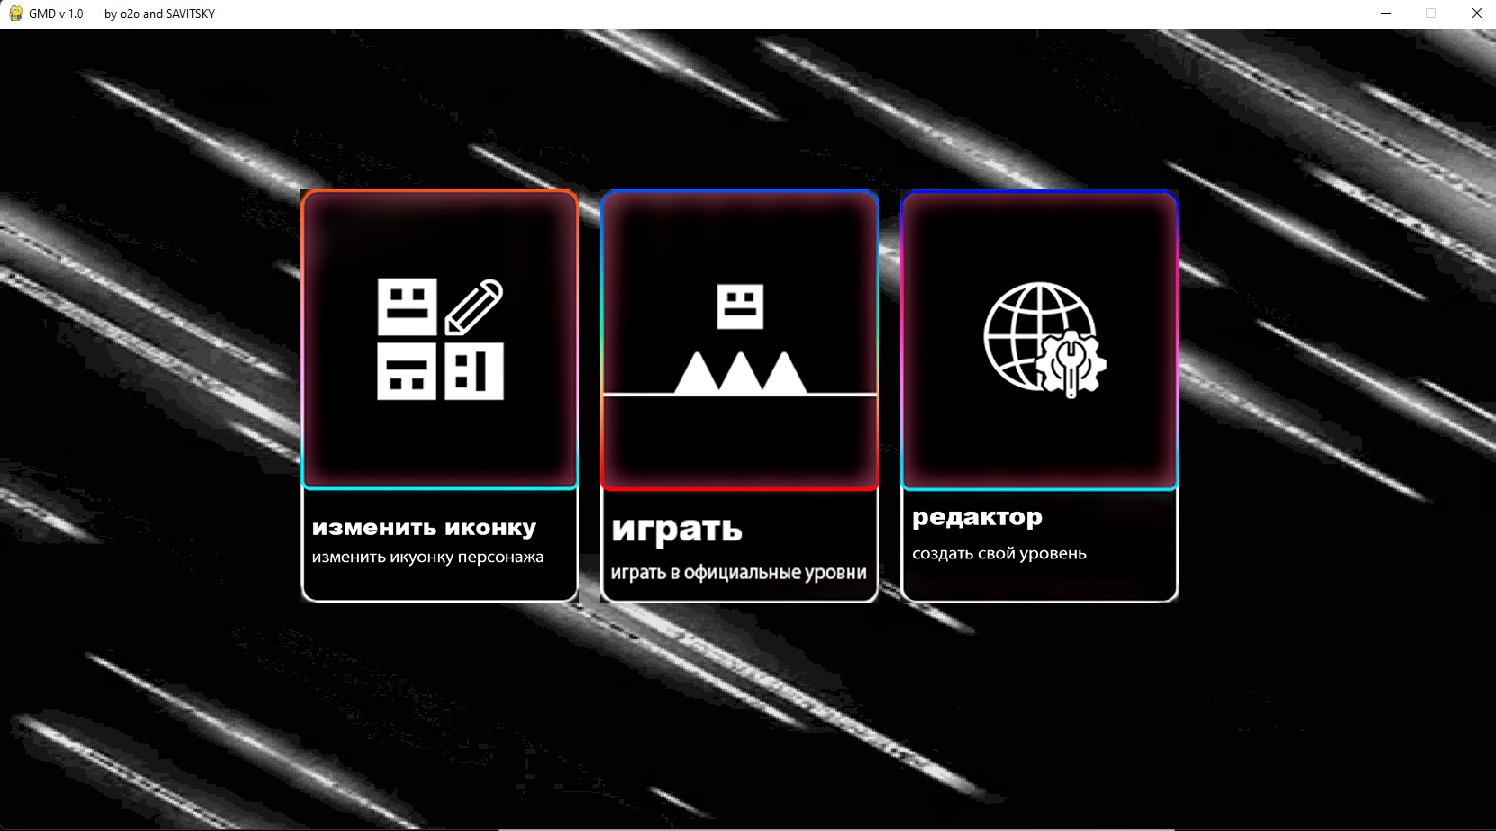 GMD v 1.0 by o2o and SAVITSKY
изменить иконку
изменить икуонку персонажа
играть
играть в официальные уровни
редактор
создать свой уровень